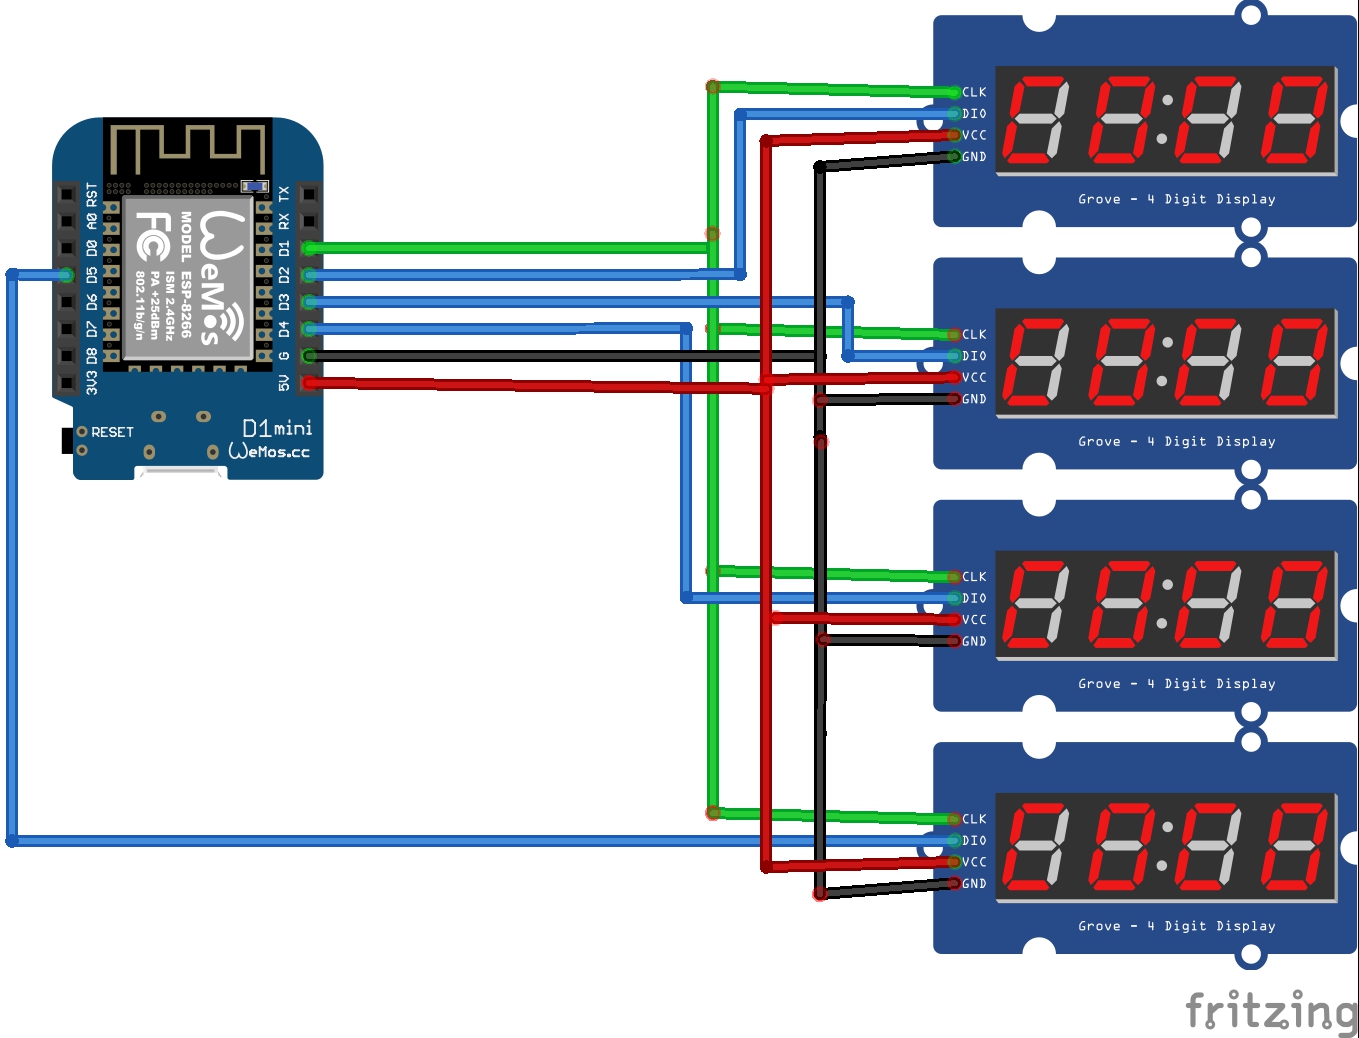 RST
A0
D0
D5
D6
D7
D8
3V3
TX
RX
D1
D2
D3
D4
G
5V
WeMos
MODEL ESP-8266
ISM 2.4GHz
PA +25dBm
802.11b/g/n
FC
RESET
D1 mini
WeMos.cc
CLK
DIO
VCC
GND
Grove - 4 Digit Display
CLK
DIO
VCC
GND
Grove - 4 Digit Display
CLK
DIO
VCC
GND
Grove - 4 Digit Display
CLK
DIO
VCC
GND
Grove - 4 Digit Display
fritzing